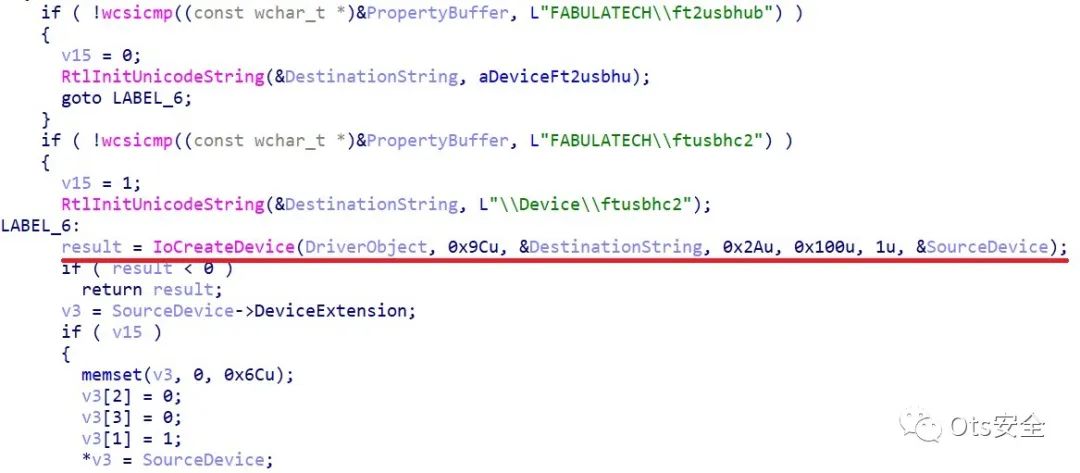 if ( !wcsicmp((const wchar_t *)&PropertyBuffer, L"FABULATECH\\ft2usbhub") )
{
v15 = 0;
RtlInitUnicodeString(&DestinationString, aDeviceFt2usbhu);
goto LABEL_6;
}
if ( !wcsicmp((const wchar_t *)&PropertyBuffer, L"FABULATECH\\ftusbhc2") )
{
v15 = 1;
RtlInitUnicodeString(&DestinationString, L"\\Device\\ftusbhc2");
LABEL_6:
result = IoCreateDevice(DriverObject, 0x9Cu, &DestinationString, 0x2Au, 0x100u, 1u, &SourceDevice);
if ( result < 0 )
return result;
v3 = SourceDevice->DeviceExtension;
if ( v15 )
{
memset(v3, 0, 0x6Cu);
v3[2] = 0;
v3[3] = 0;
v3[1] = 1;
*v3 = SourceDevice;
Ots安全